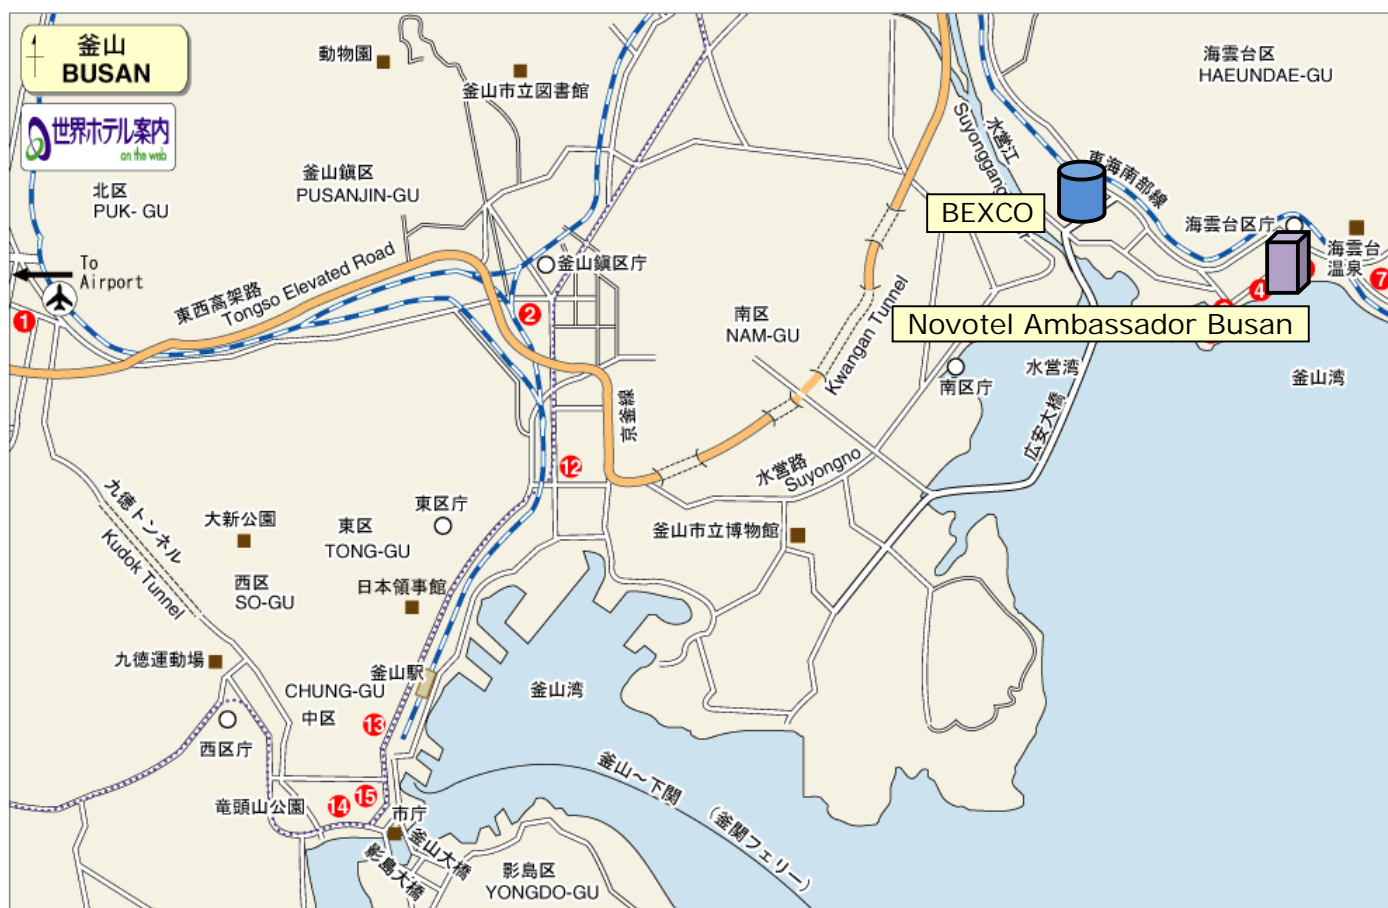 釜山
BUSAN
世界ホテル案内
on the web
動物園
釜山市立図書館
海雲台区
HAEUNDAE-GU
北区
PUK- GU
釜山鎮区
PUSANJIN-GU
水営江
東海南部線
BEXCO
海雲台区庁
海雲台
温泉
To
Airport
東西高架路
Tongso Elevated Road
釜山鎮区庁
1
2
4
7
南区
NAM-GU
Kwangan Tunnel
Novotel Ambassador Busan
南区庁
水営湾
釜山湾
広安大橋
京釜線
12
水営路
Suyongno
九徳トンネル
Kudok Tunnel
大新公園
東区庁
東区
TONG-GU
釜山市立博物館
西区
SO-GU
日本領事館
九徳運動場
釜山駅
CHUNG-GU
中区
13
釜山湾
西区庁
竜頭山公園
14
15
市庁
釜山大橋
影島大橋
釜山～下関
(釜関フェリー)
影島区
YONGDO-GU